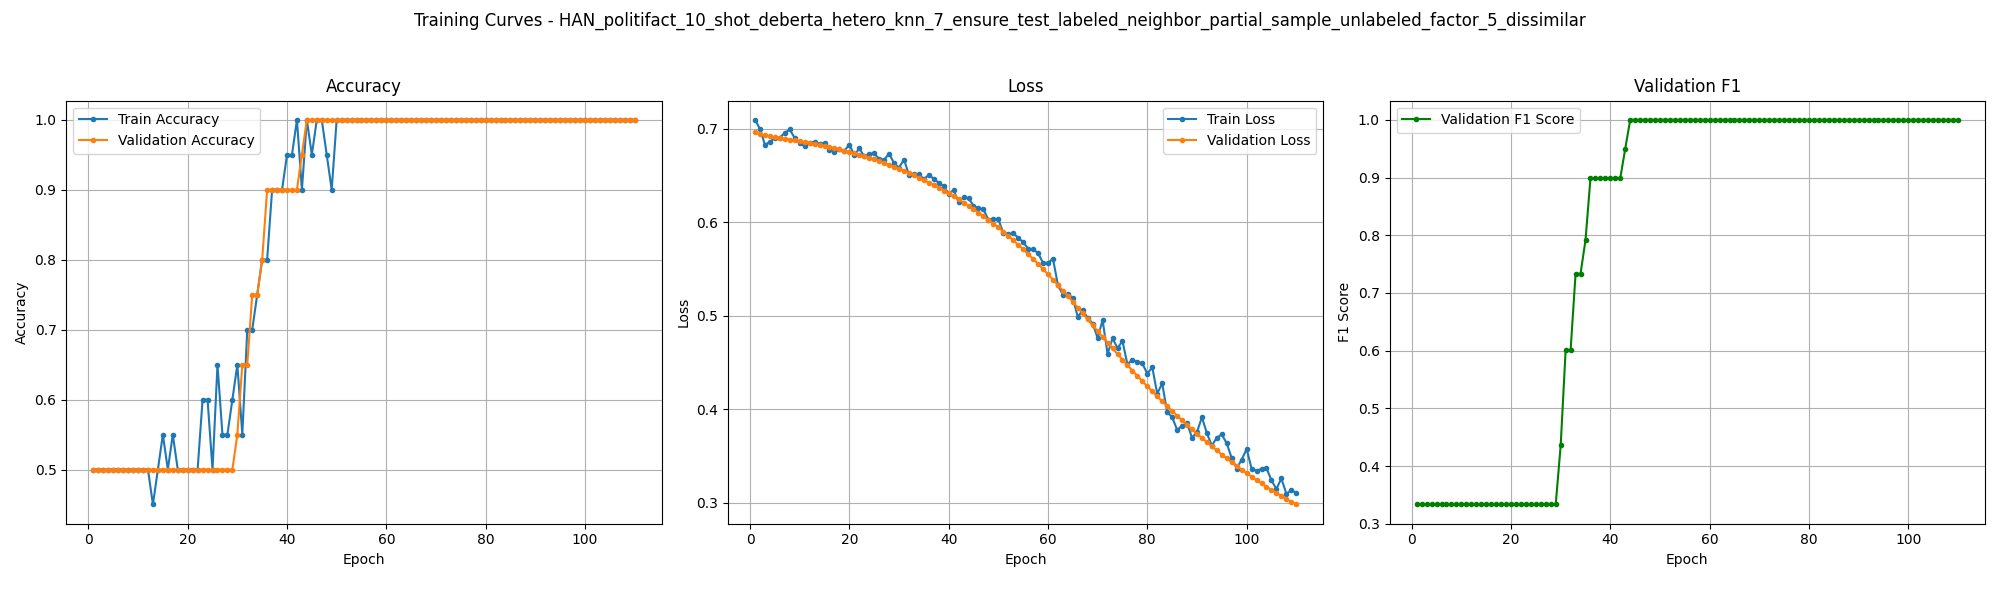 Training Curves - HAN_politifact_10_shot_deberta_hetero_knn_7_ensure_test_labeled_neighbor_partial_sample_unlabeled_factor_5_dissimilar
Accuracy
Train Accuracy
Validation Accuracy
1.0
0.9
0.8
0.7
0.6
0.5
Accuracy
0 20 40 60 80 100
Epoch
Loss
Train Loss
Validation Loss
0.7
0.6
0.5
0.4
0.3
Loss
0 20 40 60 80 100
Epoch
Validation F1
Validation F1 Score
1.0
0.9
0.8
0.7
0.6
0.5
0.4
0.3
F1 Score
0 20 40 60 80 100
Epoch